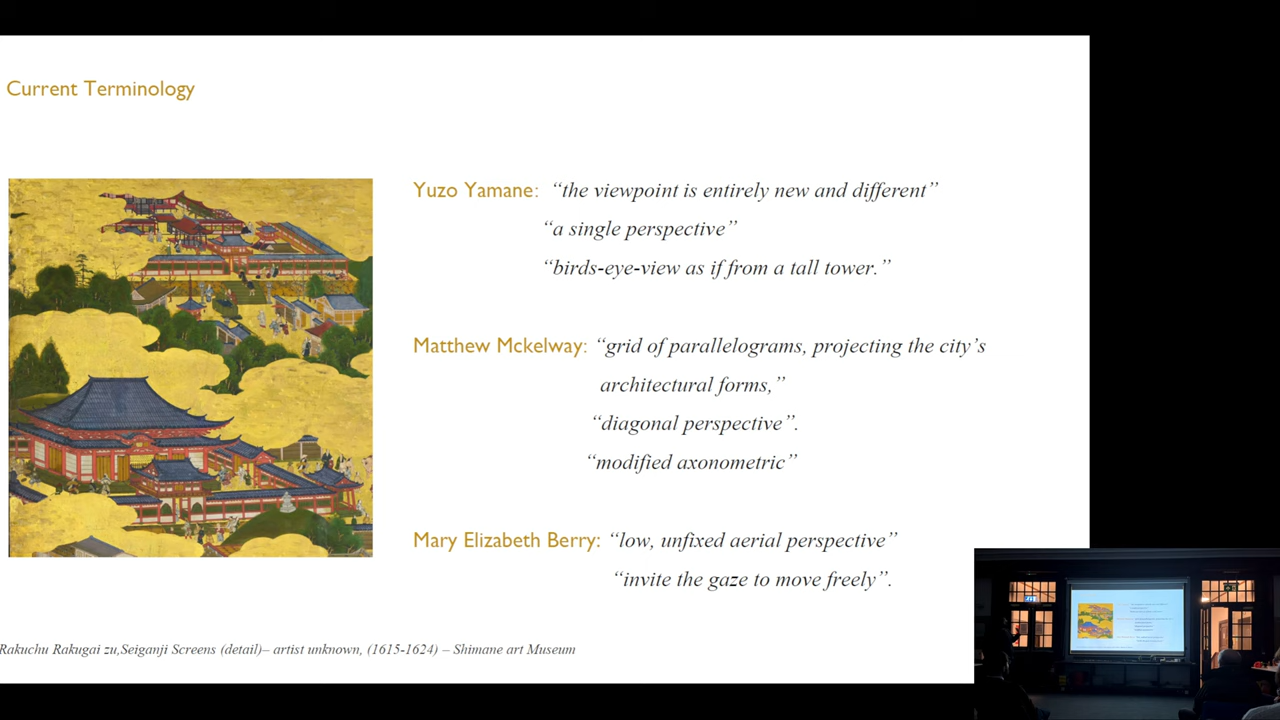 Current Terminology
Yuzo Yamane: “the viewpoint is entirely new and different”
“a single perspective”
“birds-eye-view as if from a tall tower.”
Matthew Mckelway: “grid of parallelograms, projecting the city’s
architectural forms,”
“diagonal perspective”.
“modified axonometric”
Mary Elizabeth Berry: “low, unfixed aerial perspective”
“invite the gaze to move freely”.
Rakuchu Rakugai zu,Seiganji Screens (detail)– artist unknown, (1615-1624) – Shimane art Museum